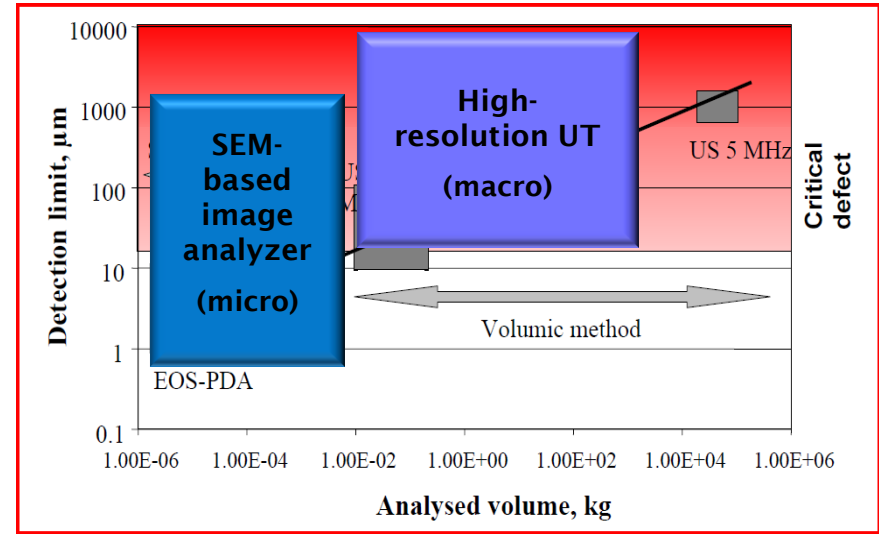 10000
1000
100
10
1
0.1
Detection limit, µm
SEM-
based
image
analyzer
(micro)
High-
resolution UT
(macro)
US 5 MHz
Critical
defect
Volumic method
EOS-PDA
1.00E-06
1.00E-04
1.00E-02
1.00E+00
1.00E+02
1.00E+04
1.00E+06
Analysed volume, kg